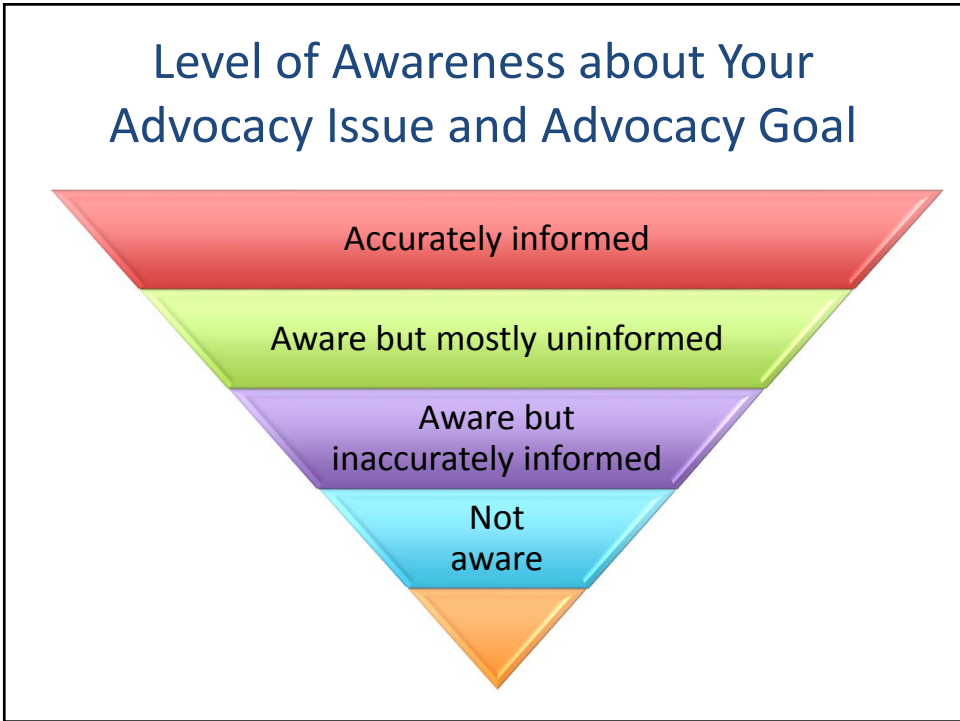 Level of Awareness about Your
Advocacy Issue and Advocacy Goal
Accurately informed
Aware but mostly uninformed
Aware but
inaccurately informed
Not
aware